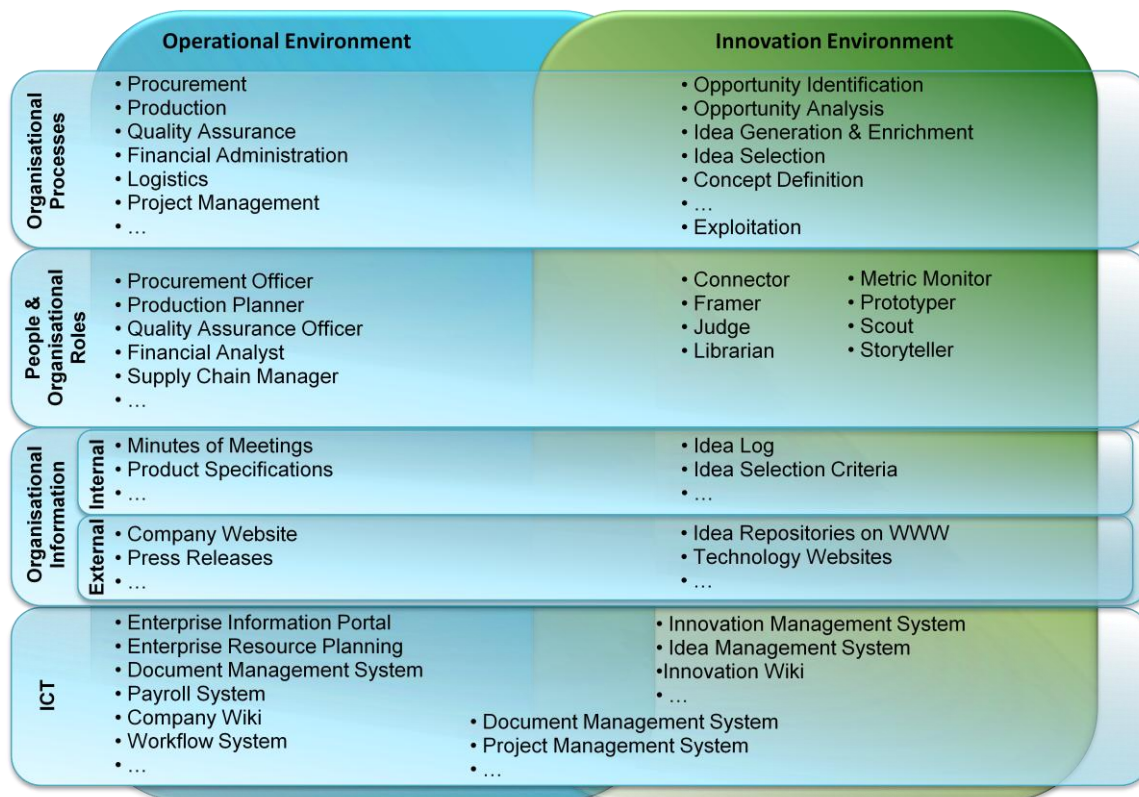 Operational Environment
Innovation Environment
Organisational
Processes
• Procurement
• Production
• Quality Assurance
• Financial Administration
• Logistics
• Project Management
• …
• Opportunity Identification
• Opportunity Analysis
• Idea Generation & Enrichment
• Idea Selection
• Concept Definition
• …
• Exploitation
People &
Organisational
Roles
• Procurement Officer
• Production Planner
• Quality Assurance Officer
• Financial Analyst
• Supply Chain Manager
• …
• Connector
• Framer
• Judge
• Librarian
• Metric Monitor
• Prototyper
• Scout
• Storyteller
Organisational
Information
Internal
• Minutes of Meetings
• Product Specifications
• …
• Idea Log
• Idea Selection Criteria
• …
External
• Company Website
• Press Releases
• …
• Idea Repositories on WWW
• Technology Websites
• …
ICT
• Enterprise Information Portal
• Enterprise Resource Planning
• Document Management System
• Payroll System
• Company Wiki
• Workflow System
• …
• Innovation Management System
• Idea Management System
•Innovation Wiki
• …
• Document Management System
• Project Management System
• …